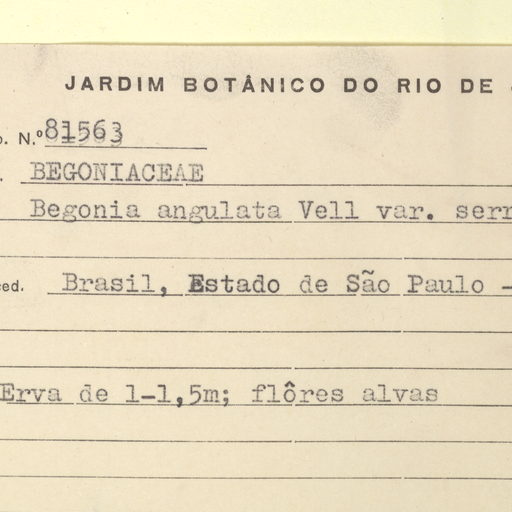 JARDIM BOTÂNICO DO RIO DE
N.º 81563
BEGONIACEAE
Begonia angulata Vell var. serr
ced. Brasil, Estado de São Paulo -
Erva de 1-1,5m; flôres alvas